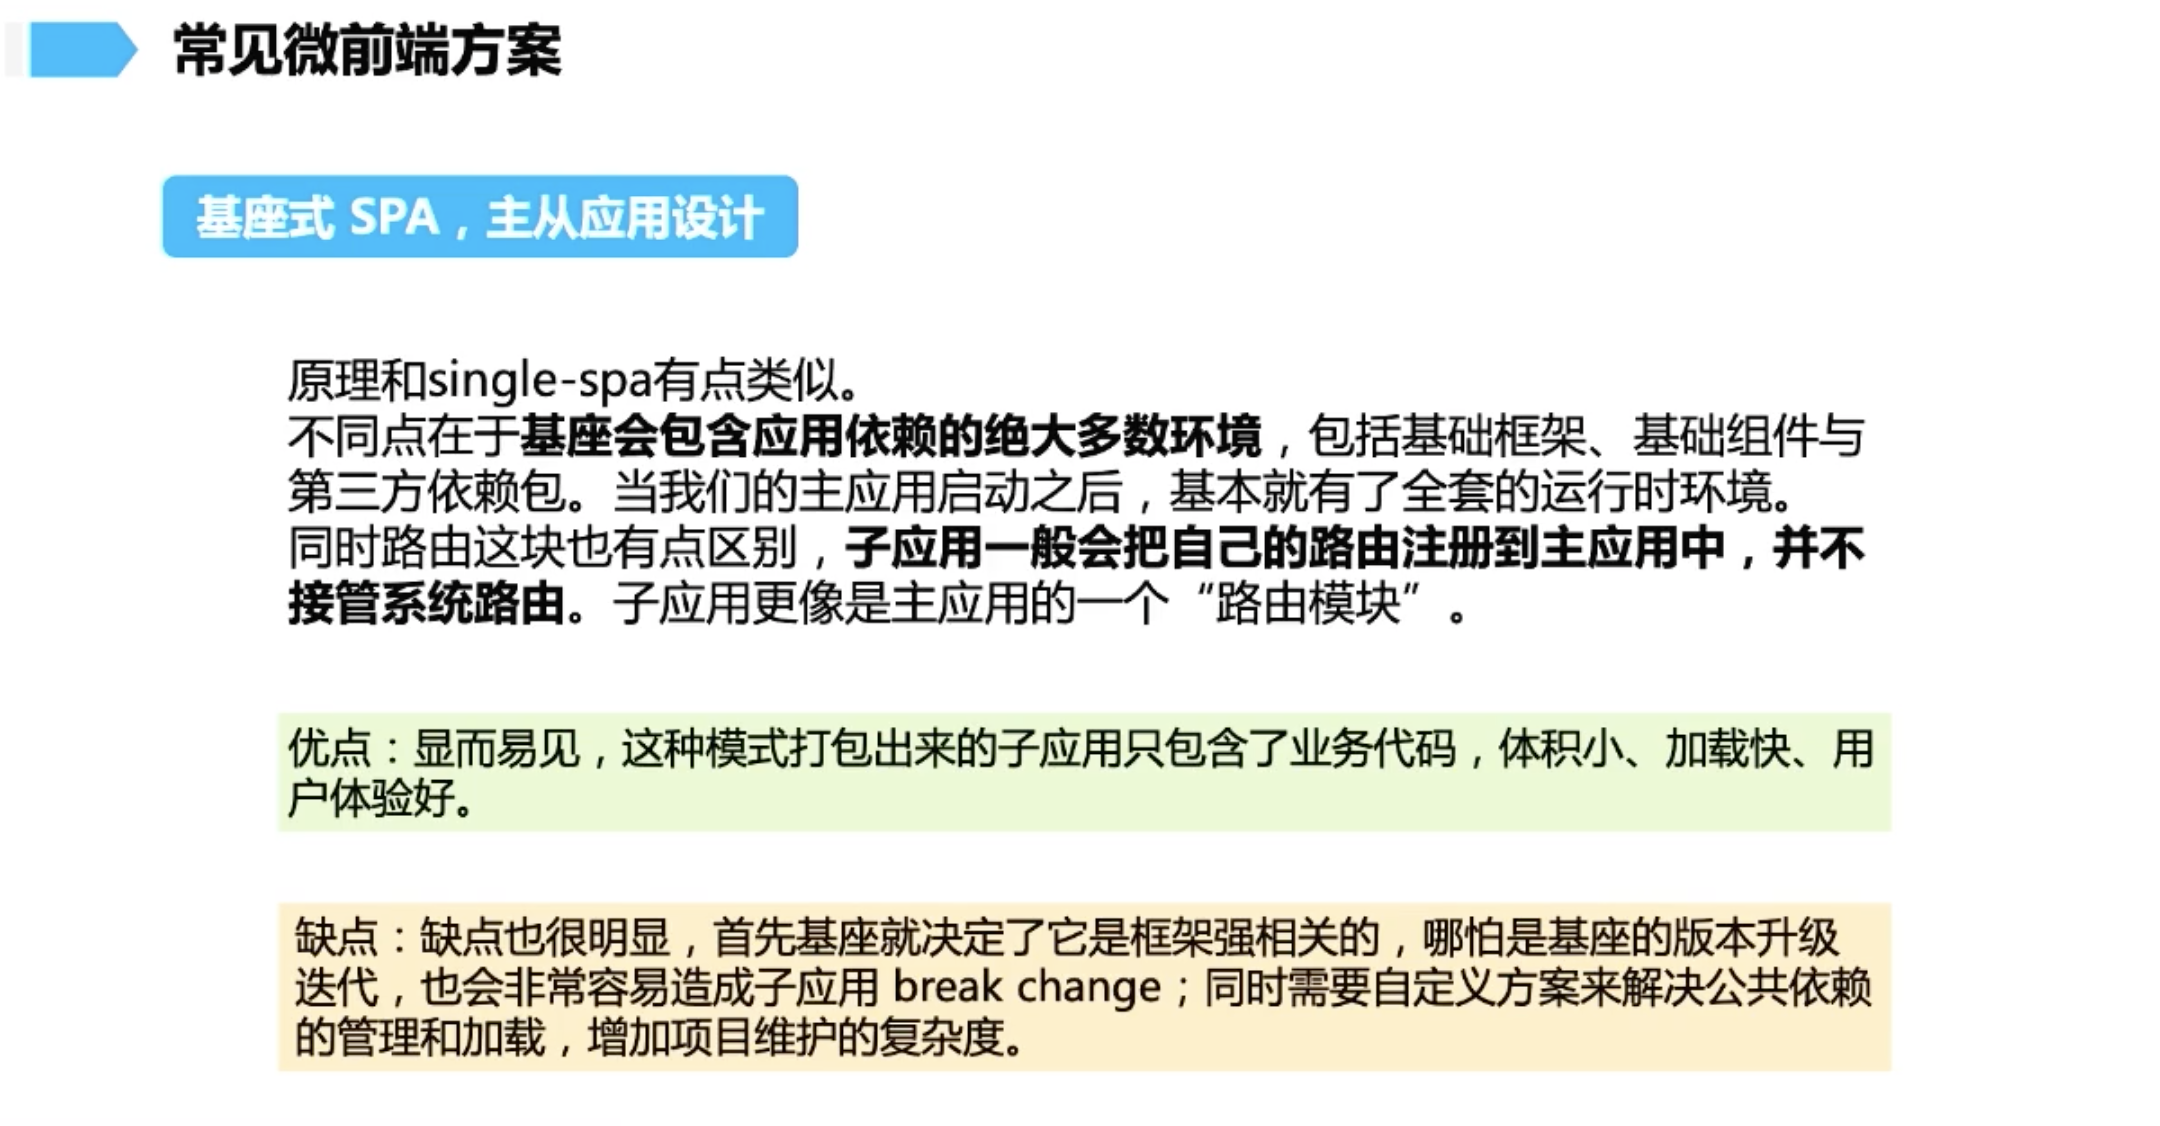 常见微前端方案
基座式 SPA，主从应用设计
原理和single-spa有点类似。
不同点在于基座会包含应用依赖的绝大多数环境，包括基础框架、基础组件与
第三方依赖包。当我们的主应用启动之后，基本就有了全套的运行时环境。
同时路由这块也有点区别，子应用一般会把自己的路由注册到主应用中，并不
接管系统路由。子应用更像是主应用的一个“路由模块”。
优点：显而易见，这种模式打包出来的子应用只包含了业务代码，体积小、加载快、用
户体验好。
缺点：缺点也很明显，首先基座就决定了它是框架强相关的，哪怕是基座的版本升级
迭代，也会非常容易造成子应用 break change；同时需要自定义方案来解决公共依赖
的管理和加载，增加项目维护的复杂度。